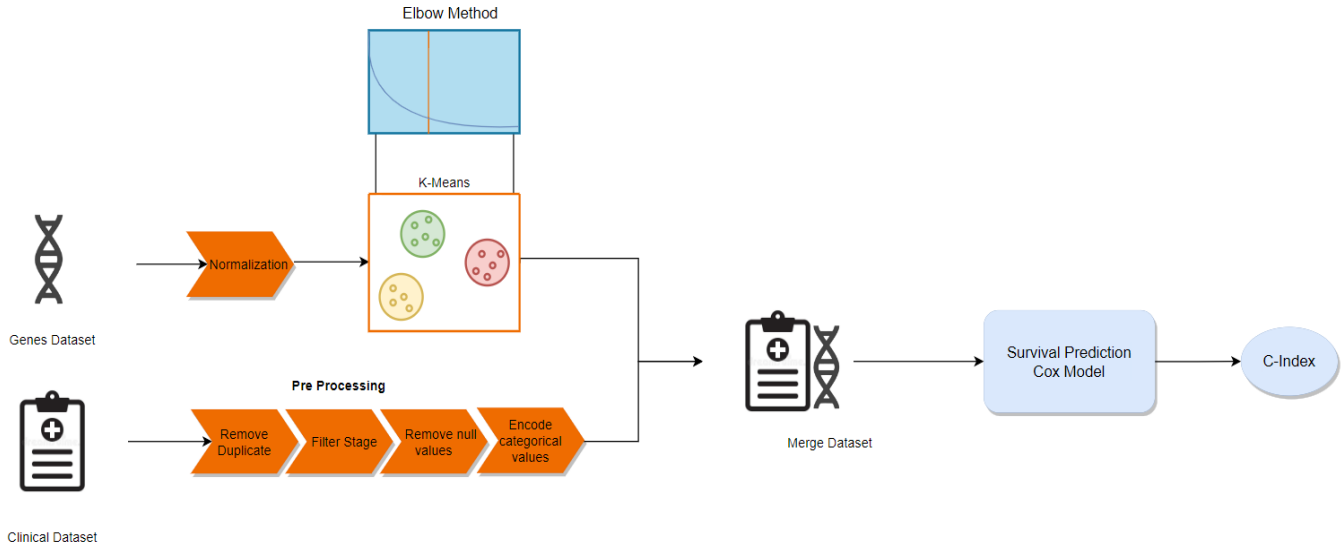 Elbow Method
K-Means
Normalization
Genes Dataset
Pre Processing
Remove
Duplicate
Filter Stage
Remove null
values
Encode
categorical
values
Clinical Dataset
Merge Dataset
Survival Prediction
Cox Model
C-Index